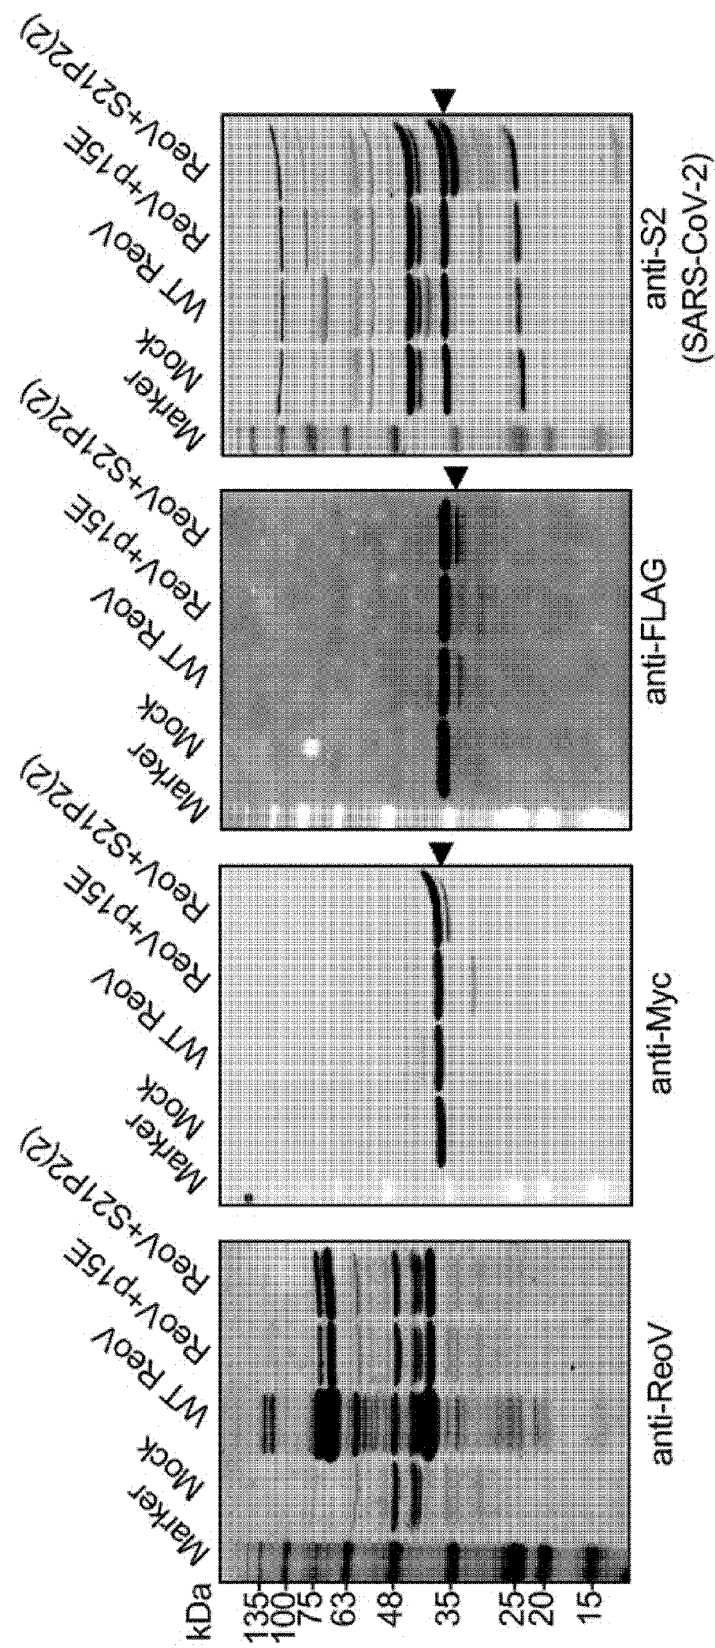 kDa
135
100
75
63
48
35
25
20
15
Marker
Mock
WT ReoV
ReoV+p15E
ReoV+S21P2(2)
anti-ReoV
Marker
Mock
WT ReoV
ReoV+p15E
ReoV+S21P2(2)
anti-Myc
Marker
Mock
WT ReoV
ReoV+p15E
ReoV+S21P2(2)
anti-FLAG
Marker
Mock
WT ReoV
ReoV+p15E
ReoV+S21P2(2)
anti-S2
(SARS-CoV-2)